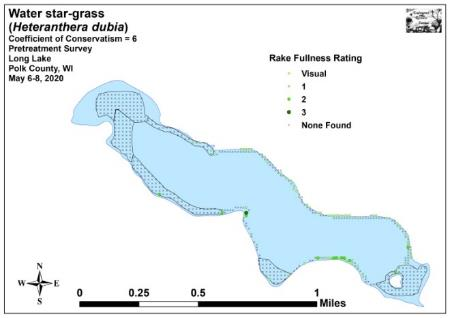 Water star-grass
(Heteranthera dubia)
Coefficient of Conservatism = 6
Pretreatment Survey
Long Lake
Polk County, WI
May 6-8, 2020
Rake Fullness Rating
Visual
1
2
3
None Found
N
W E
S
0 0.25 0.5 1
Miles